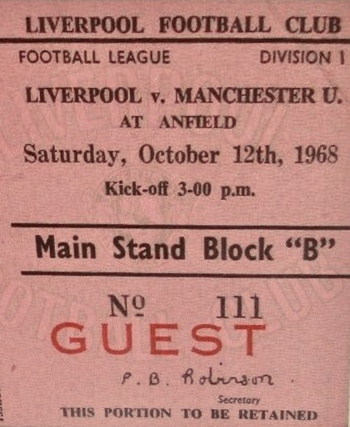 LIVERPOOL FOOTBALL CLUB
FOOTBALL LEAGUE DIVISION 1
LIVERPOOL v. MANCHESTER U.
AT ANFIELD
Saturday, October 12th, 1968
Kick-off 3-00 p.m.
Main Stand Block “B”
Nº 111
GUEST
P. B. Robinson.
Secretary
THIS PORTION TO BE RETAINED